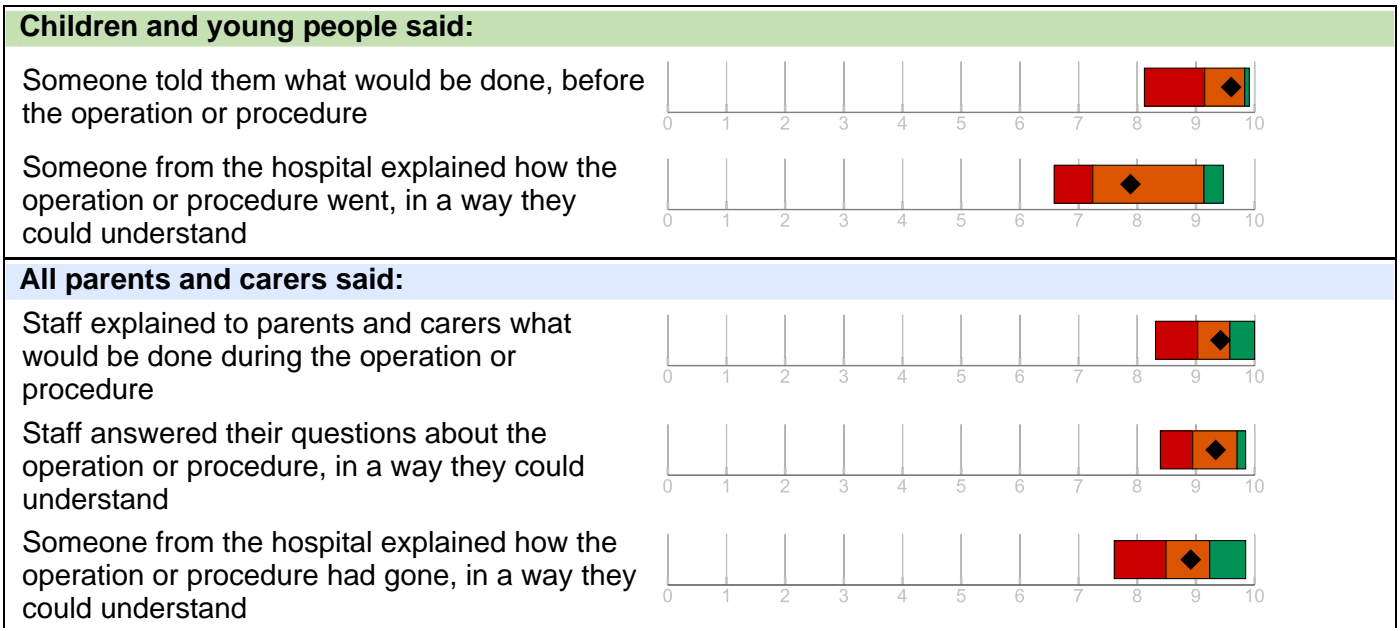 Children and young people said:
Someone told them what would be done, before
the operation or procedure
0 1 2 3 4 5 6 7 8 9 10
Someone from the hospital explained how the
operation or procedure went, in a way they
could understand
0 1 2 3 4 5 6 7 8 9 10
All parents and carers said:
Staff explained to parents and carers what
would be done during the operation or
procedure
0 1 2 3 4 5 6 7 8 9 10
Staff answered their questions about the
operation or procedure, in a way they could
understand
0 1 2 3 4 5 6 7 8 9 10
Someone from the hospital explained how the
operation or procedure had gone, in a way they
could understand
0 1 2 3 4 5 6 7 8 9 10